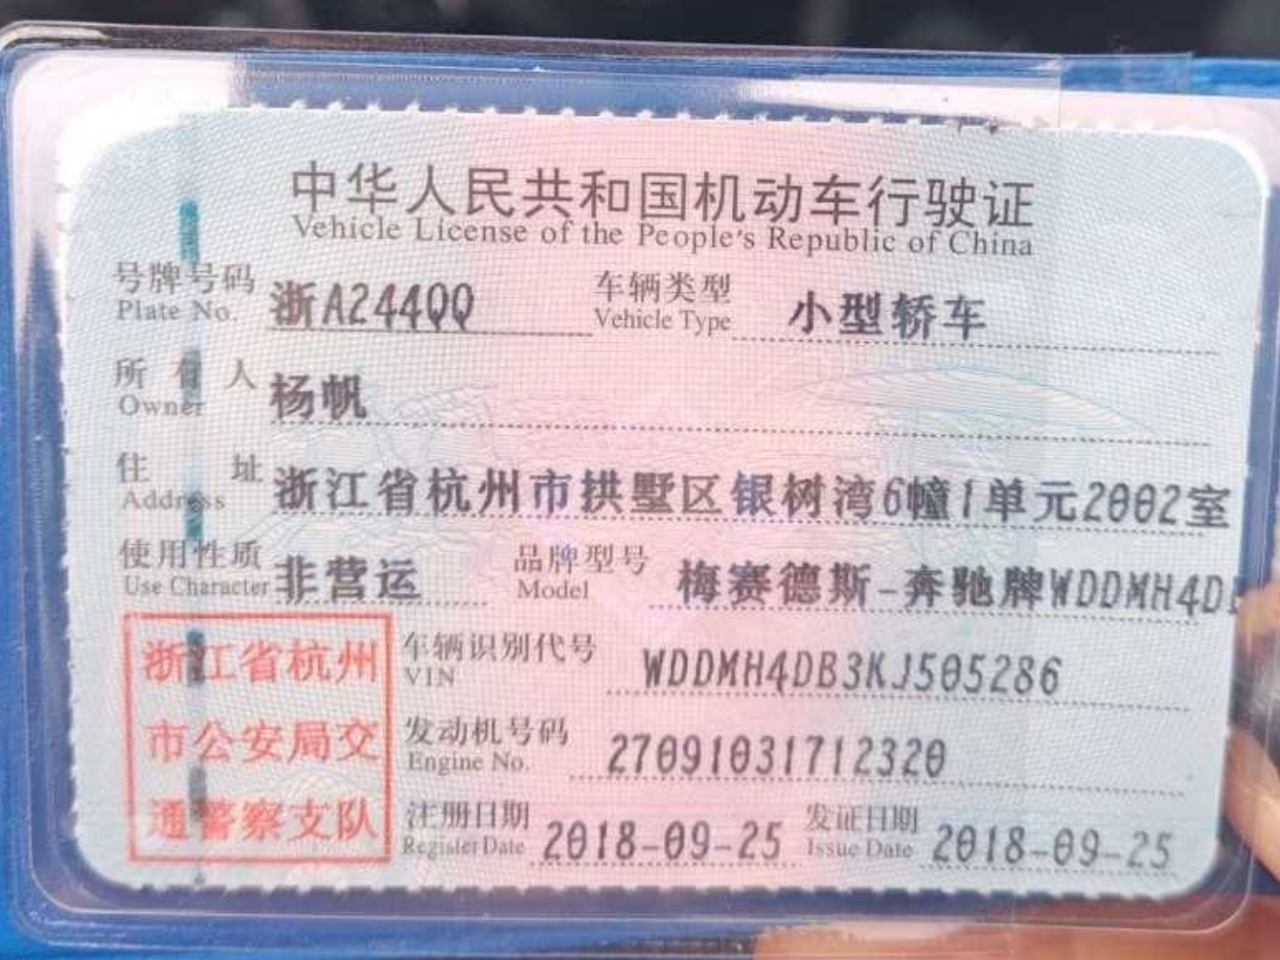 中华人民共和国机动车行驶证
Vehicle License of the People's Republic of China
号牌号码 浙A244QQ 车辆类型 小型轿车
Plate No. Vehicle Type
所有人 杨帆
Owner
住址 浙江省杭州市拱墅区银树湾6幢1单元2002室
Address
使用性质 非营运 品牌型号 梅赛德斯-奔驰牌WDDMH4D
Use Character Model
浙江省杭州
市公安局交
通警察支队
车辆识别代号 WDDMH4DB3KJ505286
VIN
发动机号码 27091031712320
Engine No.
注册日期 2018-09-25 发证日期 2018-09-25
Register Date Issue Date